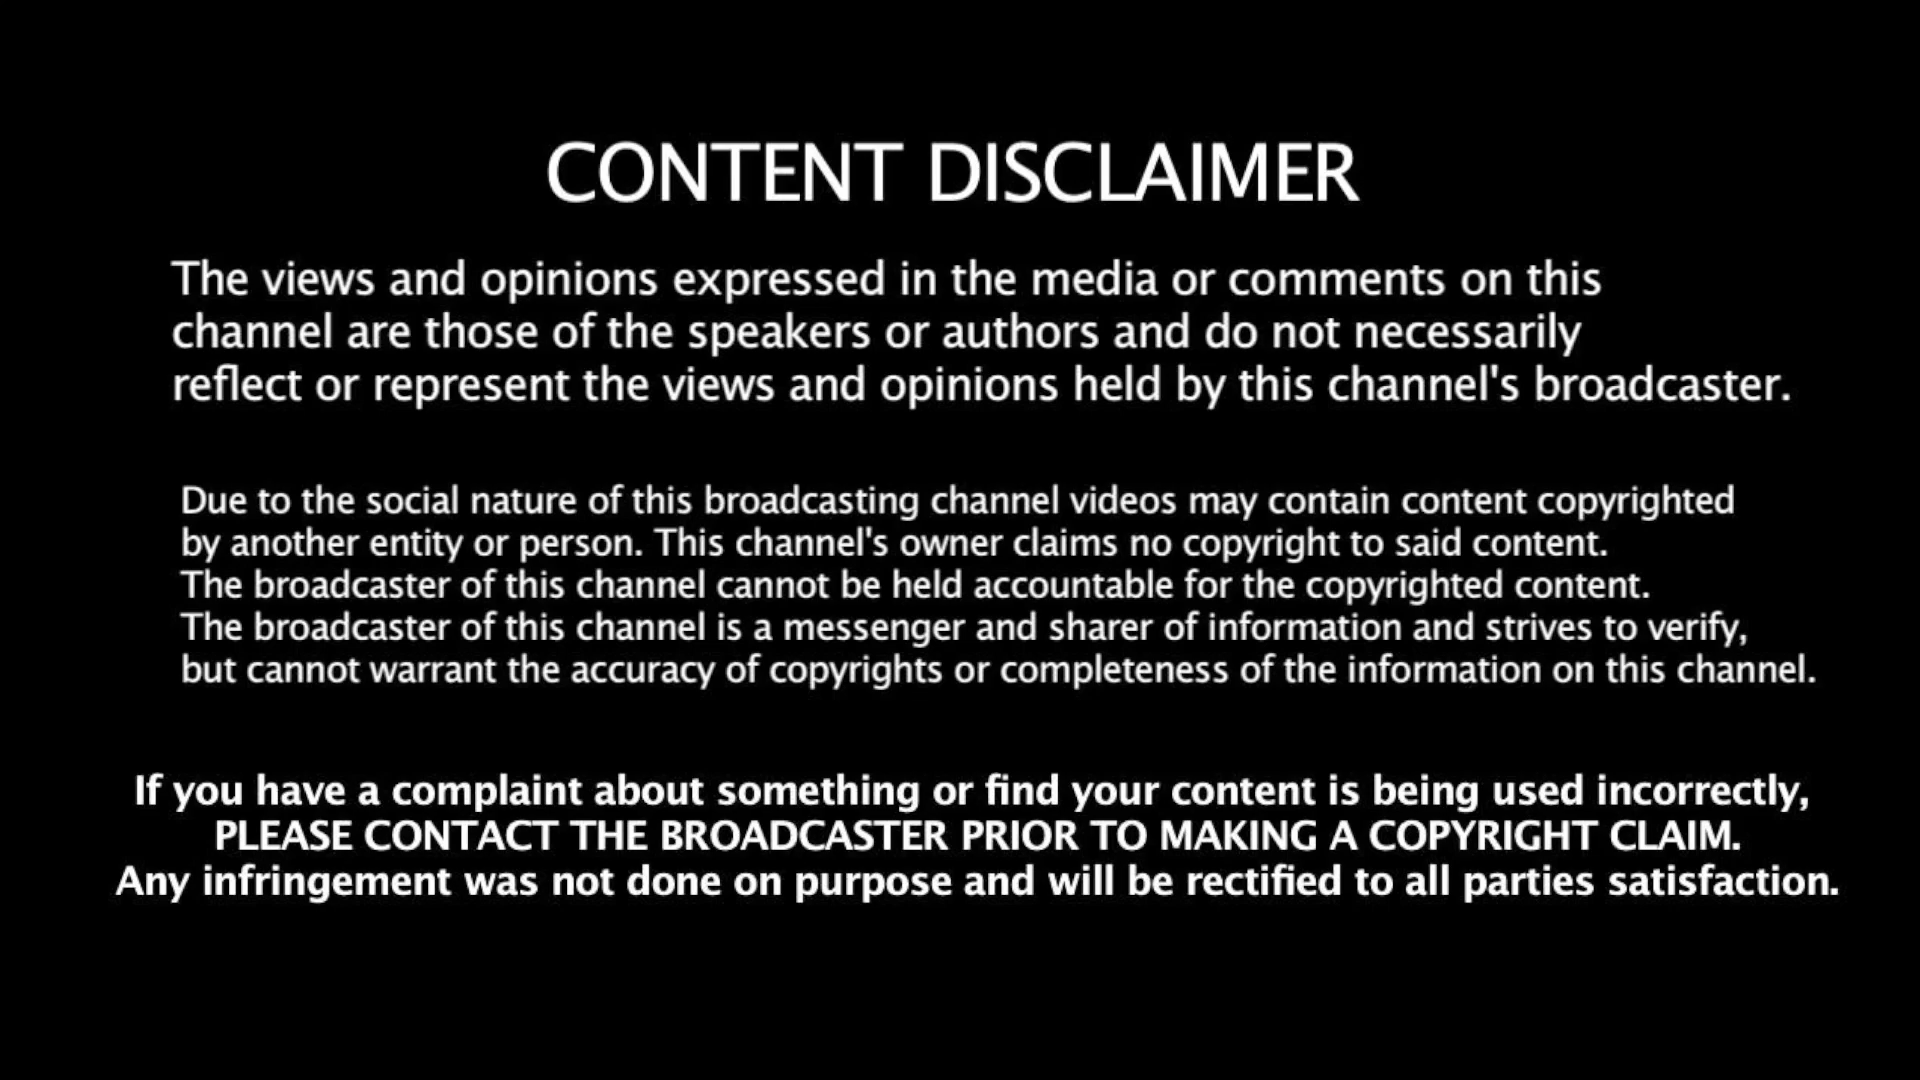 CONTENT DISCLAIMER
The views and opinions expressed in the media or comments on this
channel are those of the speakers or authors and do not necessarily
reflect or represent the views and opinions held by this channel's broadcaster.
Due to the social nature of this broadcasting channel videos may contain content copyrighted
by another entity or person. This channel's owner claims no copyright to said content.
The broadcaster of this channel cannot be held accountable for the copyrighted content.
The broadcaster of this channel is a messenger and sharer of information and strives to verify,
but cannot warrant the accuracy of copyrights or completeness of the information on this channel.
If you have a complaint about something or find your content is being used incorrectly,
PLEASE CONTACT THE BROADCASTER PRIOR TO MAKING A COPYRIGHT CLAIM.
Any infringement was not done on purpose and will be rectified to all parties satisfaction.